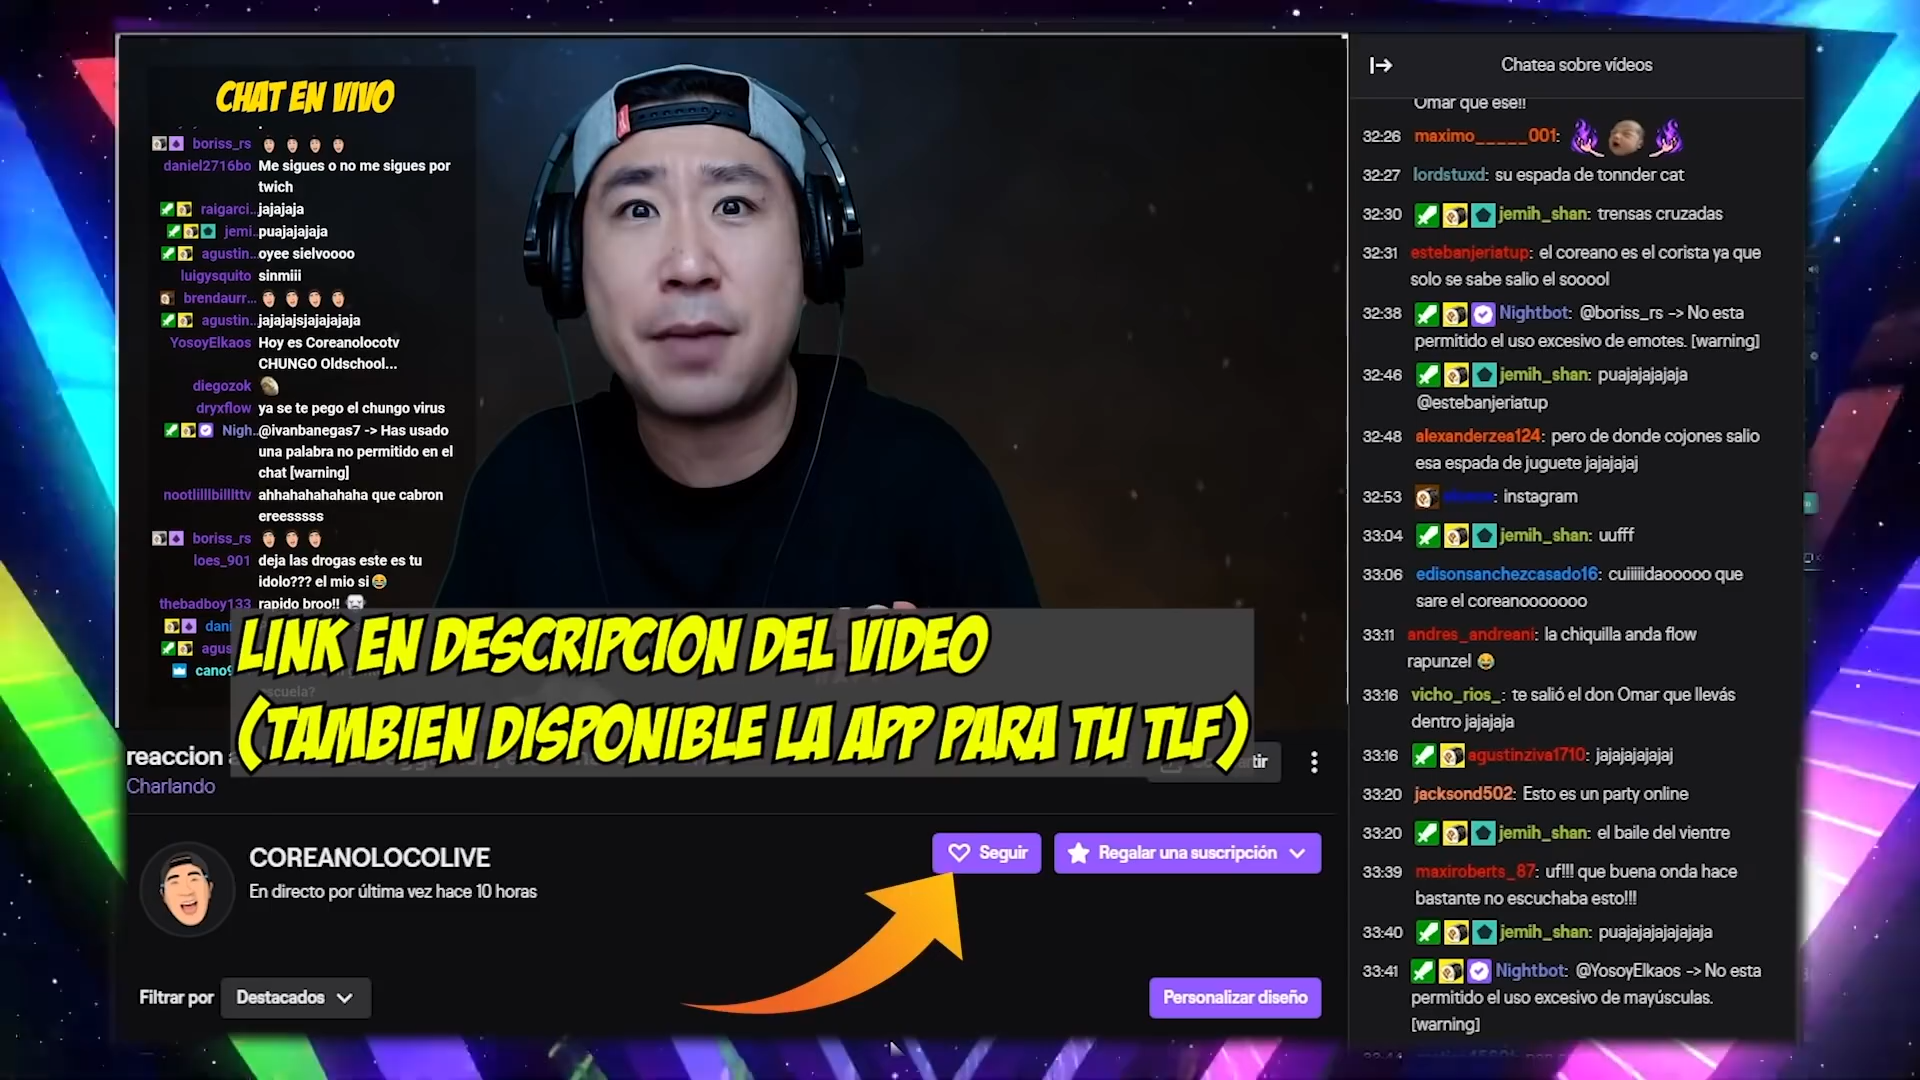 CHAT EN VIVO
boriss_rs
daniel2716bo Me sigues o no me sigues por
twich
raigarci.. jajajaja
jemi.. puajajajaja
agustin.. oyee sielvoooo
luigysquito sinmiii
brendaurr...
agustin.. jajajajsjajajajaja
YosoyElkaos Hoy es Coreanolocotv
CHUNGO Oldschool...
diegozok
dryxflow ya se te pego el chungo virus
Nigh.. @ivanbanegas7 -> Has usado
una palabra no permitido en el
chat [warning]
nootlilllbilllttv ahhahahahahaha que cabron
ereesssss
boriss_rs
loes_901 deja las drogas este es tu
idolo??? el mio si
thebadboy133 rapido broo!!
LINK EN DESCRIPCION DEL VIDEO
(TAMBIEN DISPONIBLE LA APP PARA TU TLF)
escuela?
reaccion
Charlando
COREANOLOCOLIVE
En directo por última vez hace 10 horas
Seguir
Regalar una suscripción
Filtrar por
Destacados
Personalizar diseño
Chatea sobre vídeos
Omar que ese!!
32:26 maximo_____001:
32:27 lordstuxd: su espada de tonnder cat
32:30 jemih_shan: trensas cruzadas
32:31 estebanjeriatup: el coreano es el corista ya que
solo se sabe salio el sooool
32:38 Nightbot: @boriss_rs -> No esta
permitido el uso excesivo de emotes. [warning]
32:46 jemih_shan: puajajajajaja
@estebanjeriatup
32:48 alexanderzea124: pero de donde cojones salio
esa espada de juguete jajajajaj
32:53 : instagram
33:04 jemih_shan: uufff
33:06 edisonsanchezcasado16: cuiiiiidaooooo que
sare el coreanooooooo
33:11 andres_andreani: la chiquilla anda flow
rapunzel
33:16 vicho_rios_: te salió el don Omar que llevás
dentro jajajaja
33:16 agustinziva1710: jajajajajajaj
33:20 jacksond502: Esto es un party online
33:20 jemih_shan: el baile del vientre
33:39 maxiroberts_87: uf!!! que buena onda hace
bastante no escuchaba esto!!!
33:40 jemih_shan: puajajajajajajaja
33:41 Nightbot: @YosoyElkaos -> No esta
permitido el uso excesivo de mayúsculas.
[warning]